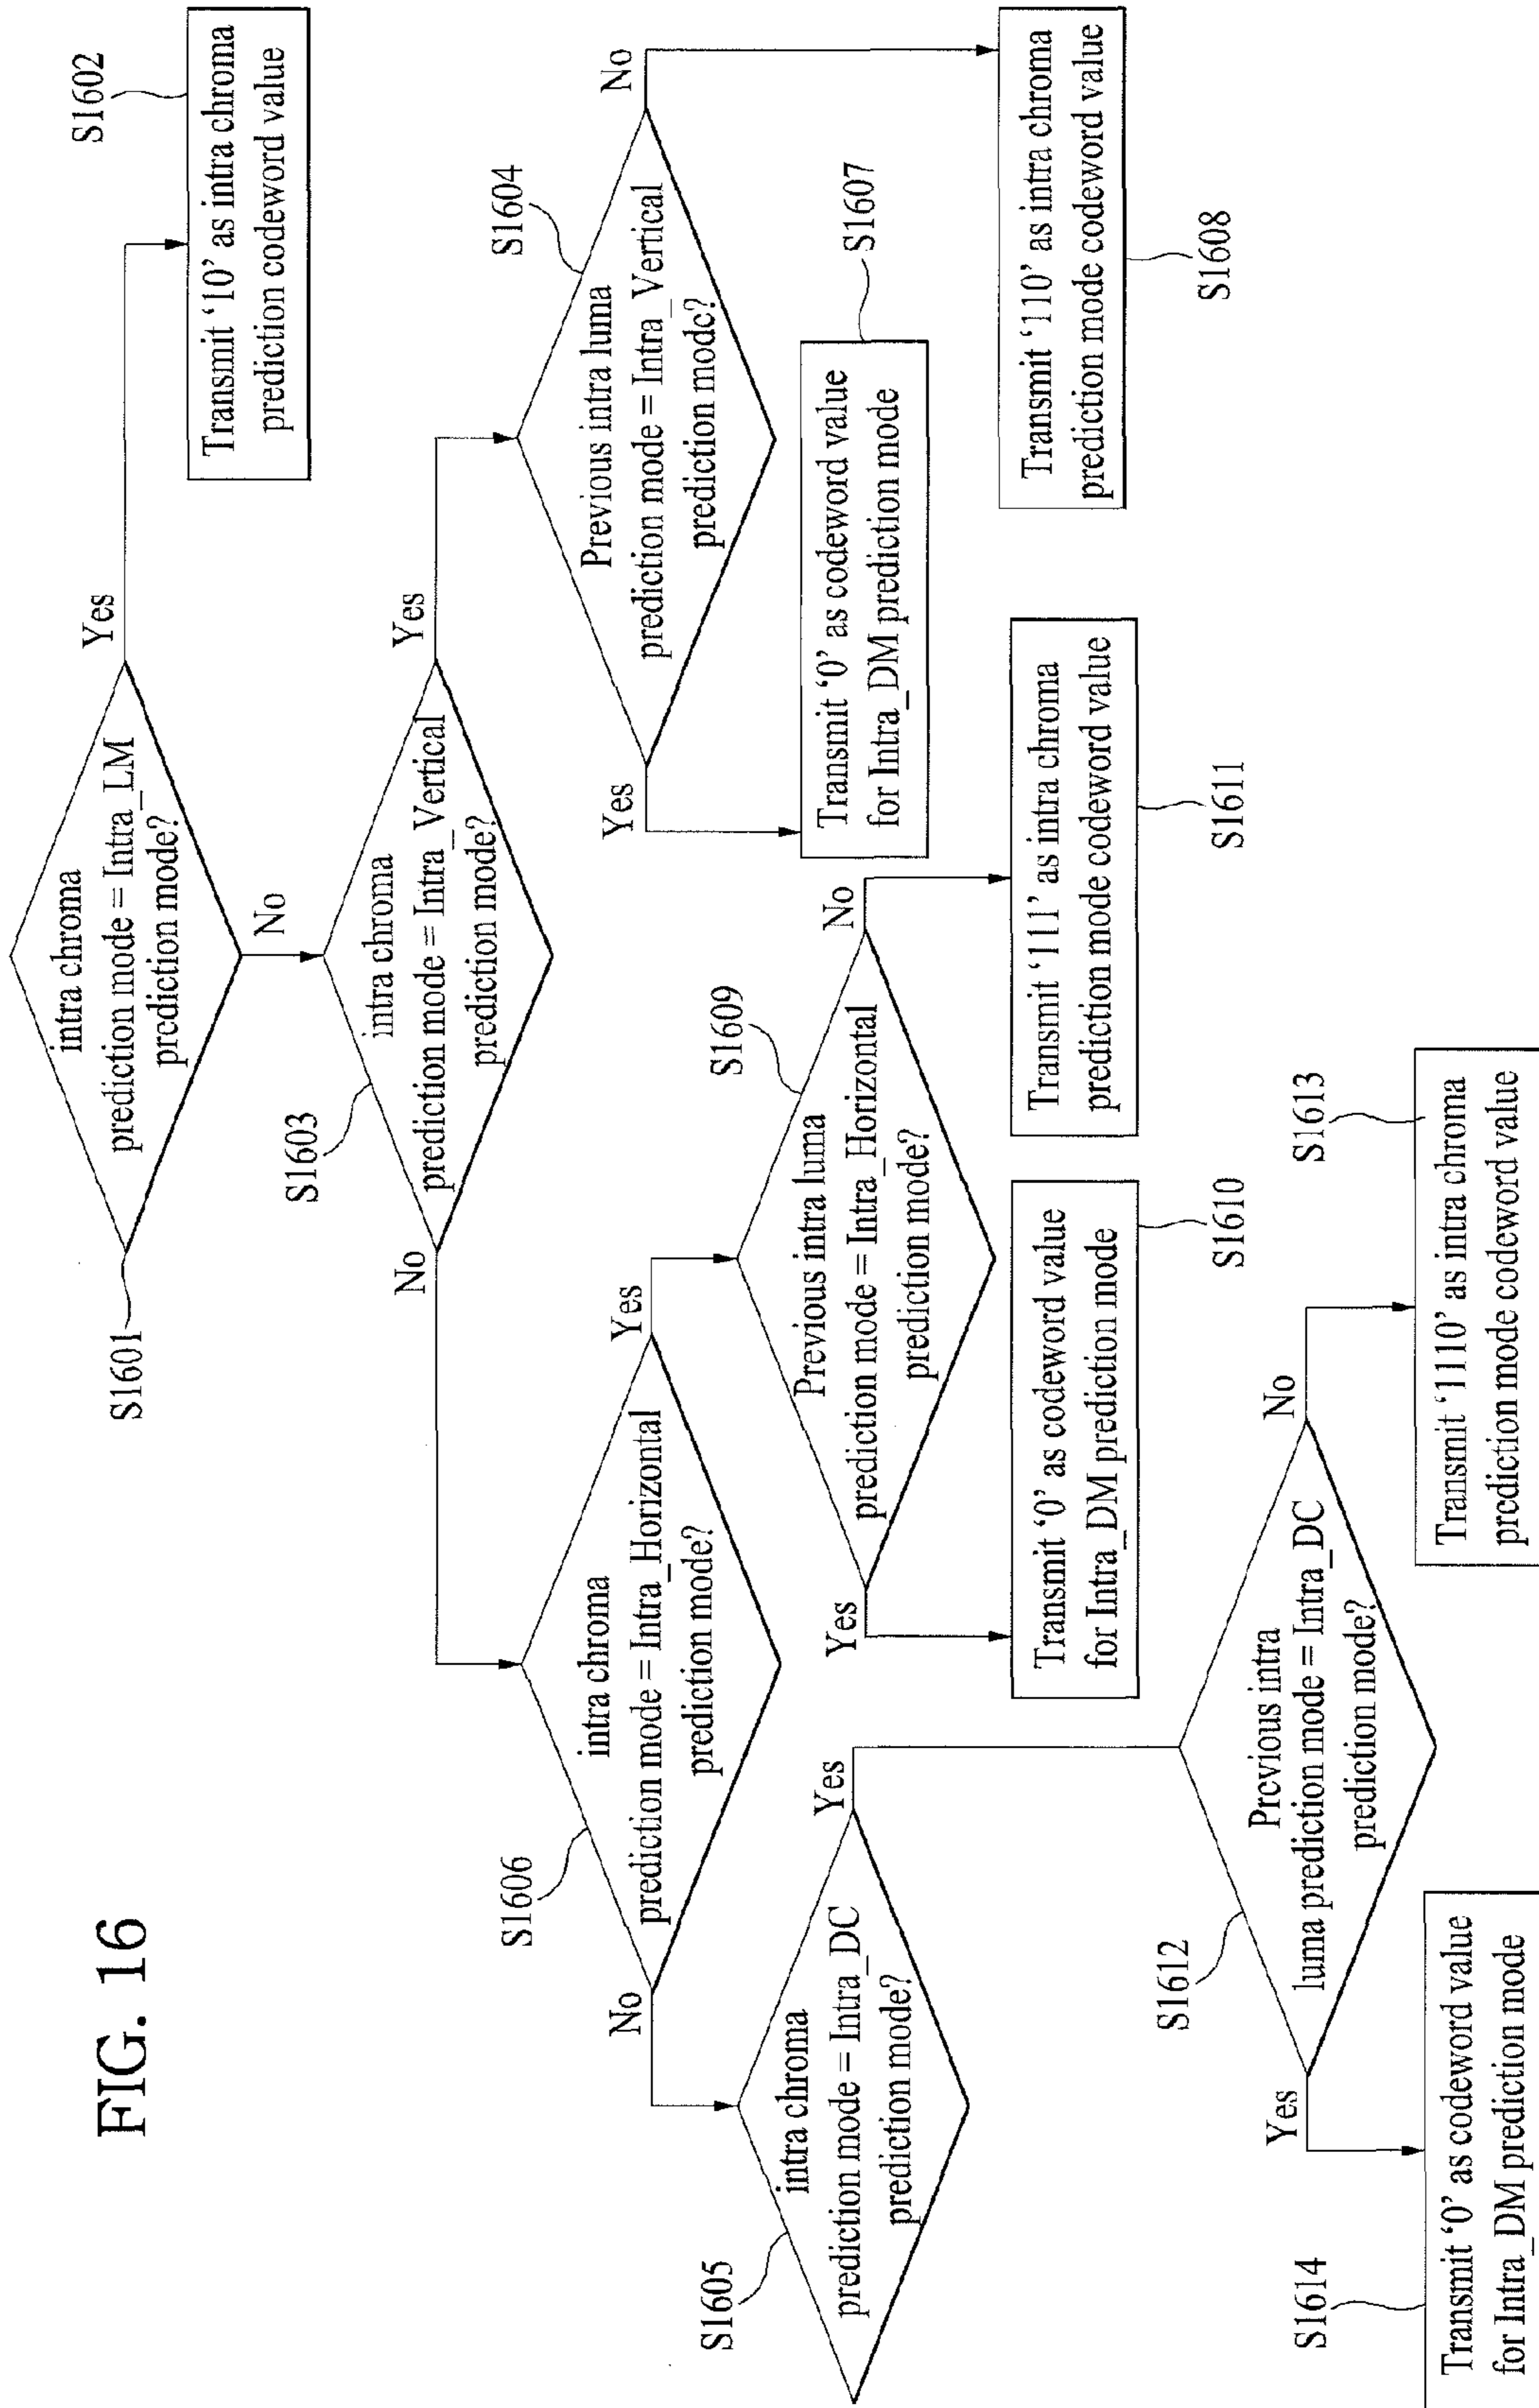 FIG. 16
S1601
intra chroma
prediction mode = Intra_LM
prediction mode?
Yes
No
S1602
Transmit ‘10’ as intra chroma
prediction codeword value
S1603
intra chroma
prediction mode = Intra_Vertical
prediction mode?
No
Yes
S1604
Previous intra luma
prediction mode = Intra_Vertical
prediction mode?
Yes
No
S1606
intra chroma
prediction mode = Intra_Horizontal
prediction mode?
No
Yes
S1607
Transmit ‘0’ as codeword value
for Intra_DM prediction mode
S1605
intra chroma
prediction mode = Intra_DC
prediction mode?
Yes
S1609
Previous intra luma
prediction mode = Intra_Horizontal
prediction mode?
Yes
No
Transmit ‘110’ as intra chroma
prediction mode codeword value
S1608
Transmit ‘0’ as codeword value
for Intra_DM prediction mode
S1610
Transmit ‘111’ as intra chroma
prediction mode codeword value
S1611
S1612
Previous intra
luma prediction mode = Intra_DC
prediction mode?
Yes
No
S1614
Transmit ‘0’ as codeword value
for Intra_DM prediction mode
S1613
Transmit ‘1110’ as intra chroma
prediction mode codeword value